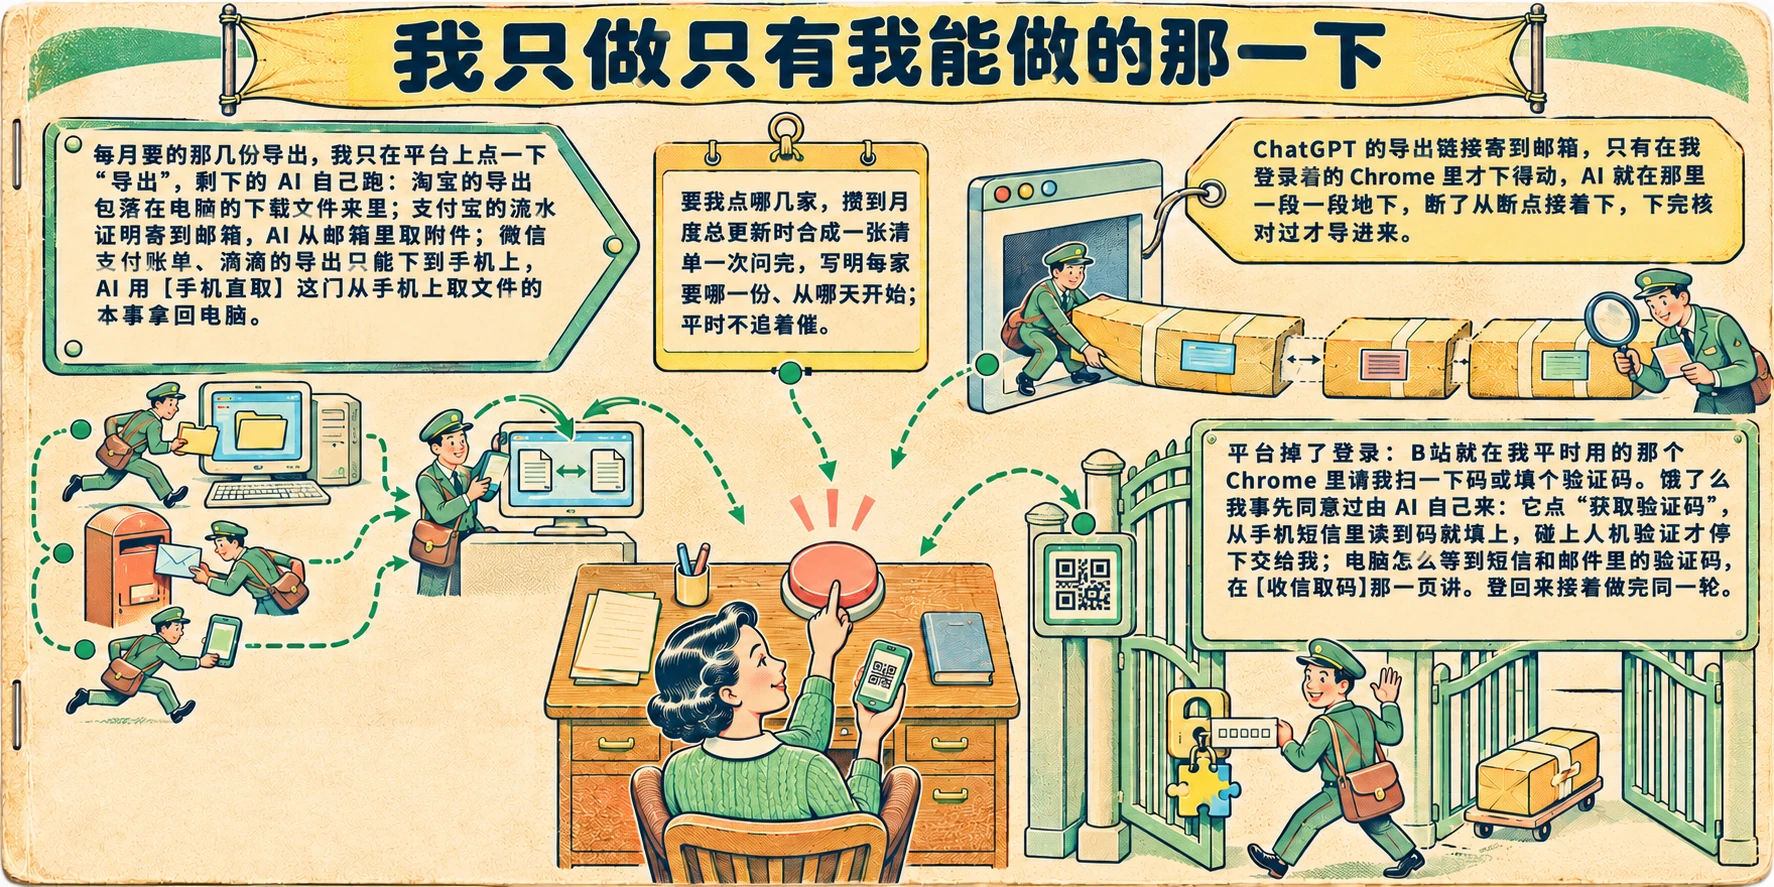 我只做只有我能做的那一下
每月要的那几份导出，我只在平台上点一下
“导出”，剩下的 AI 自己跑：淘宝的导出
包落在电脑的下载文件夹里；支付宝的流水
证明寄到邮箱，AI 从邮箱里取附件；微信
支付账单、滴滴的导出只能下到手机上，
AI 用［手机直取］这门从手机上取文件的
本事拿回电脑。
要我点哪几家，攒到月
度总更新时合成一张清
单一次问完，写明每家
要哪一份、从哪天开始；
平时不追着催。
ChatGPT 的导出链接寄到邮箱，只有在我
登录着的 Chrome 里才下得动，AI 就在那里
一段一段地下，断了从断点接着下，下完核
对过才导进来。
平台掉了登录：B站就在我平时用的那个
Chrome 里请我扫一下码或填个验证码。饿了么
我事先同意过由 AI 自己来：它点“获取验证码”，
从手机短信里读到码就填上，碰上人机验证才停
下交给我；电脑怎么等到短信和邮件里的验证码，
在［收信取码］那一页讲。登回来接着做完同一轮。